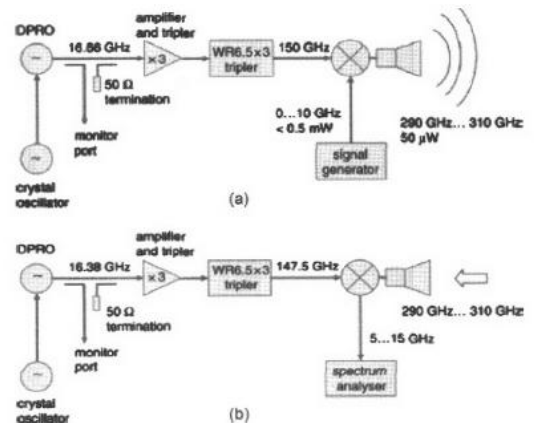 amplifier
and tripler
DPRO
16.66 GHz
×3
WR6.5×3
tripler
150 GHz
50 Ω
termination
monitor
port
0...10 GHz
< 0.5 mW
290 GHz... 310 GHz
50 μW
signal
generator
crystal
oscillator
(a)
amplifier
and tripler
DPRO
16.38 GHz
×3
WR6.5×3
tripler
147.5 GHz
50 Ω
termination
monitor
port
290 GHz... 310 GHz
5...15 GHz
spectrum
analyser
crystal
oscillator
(b)